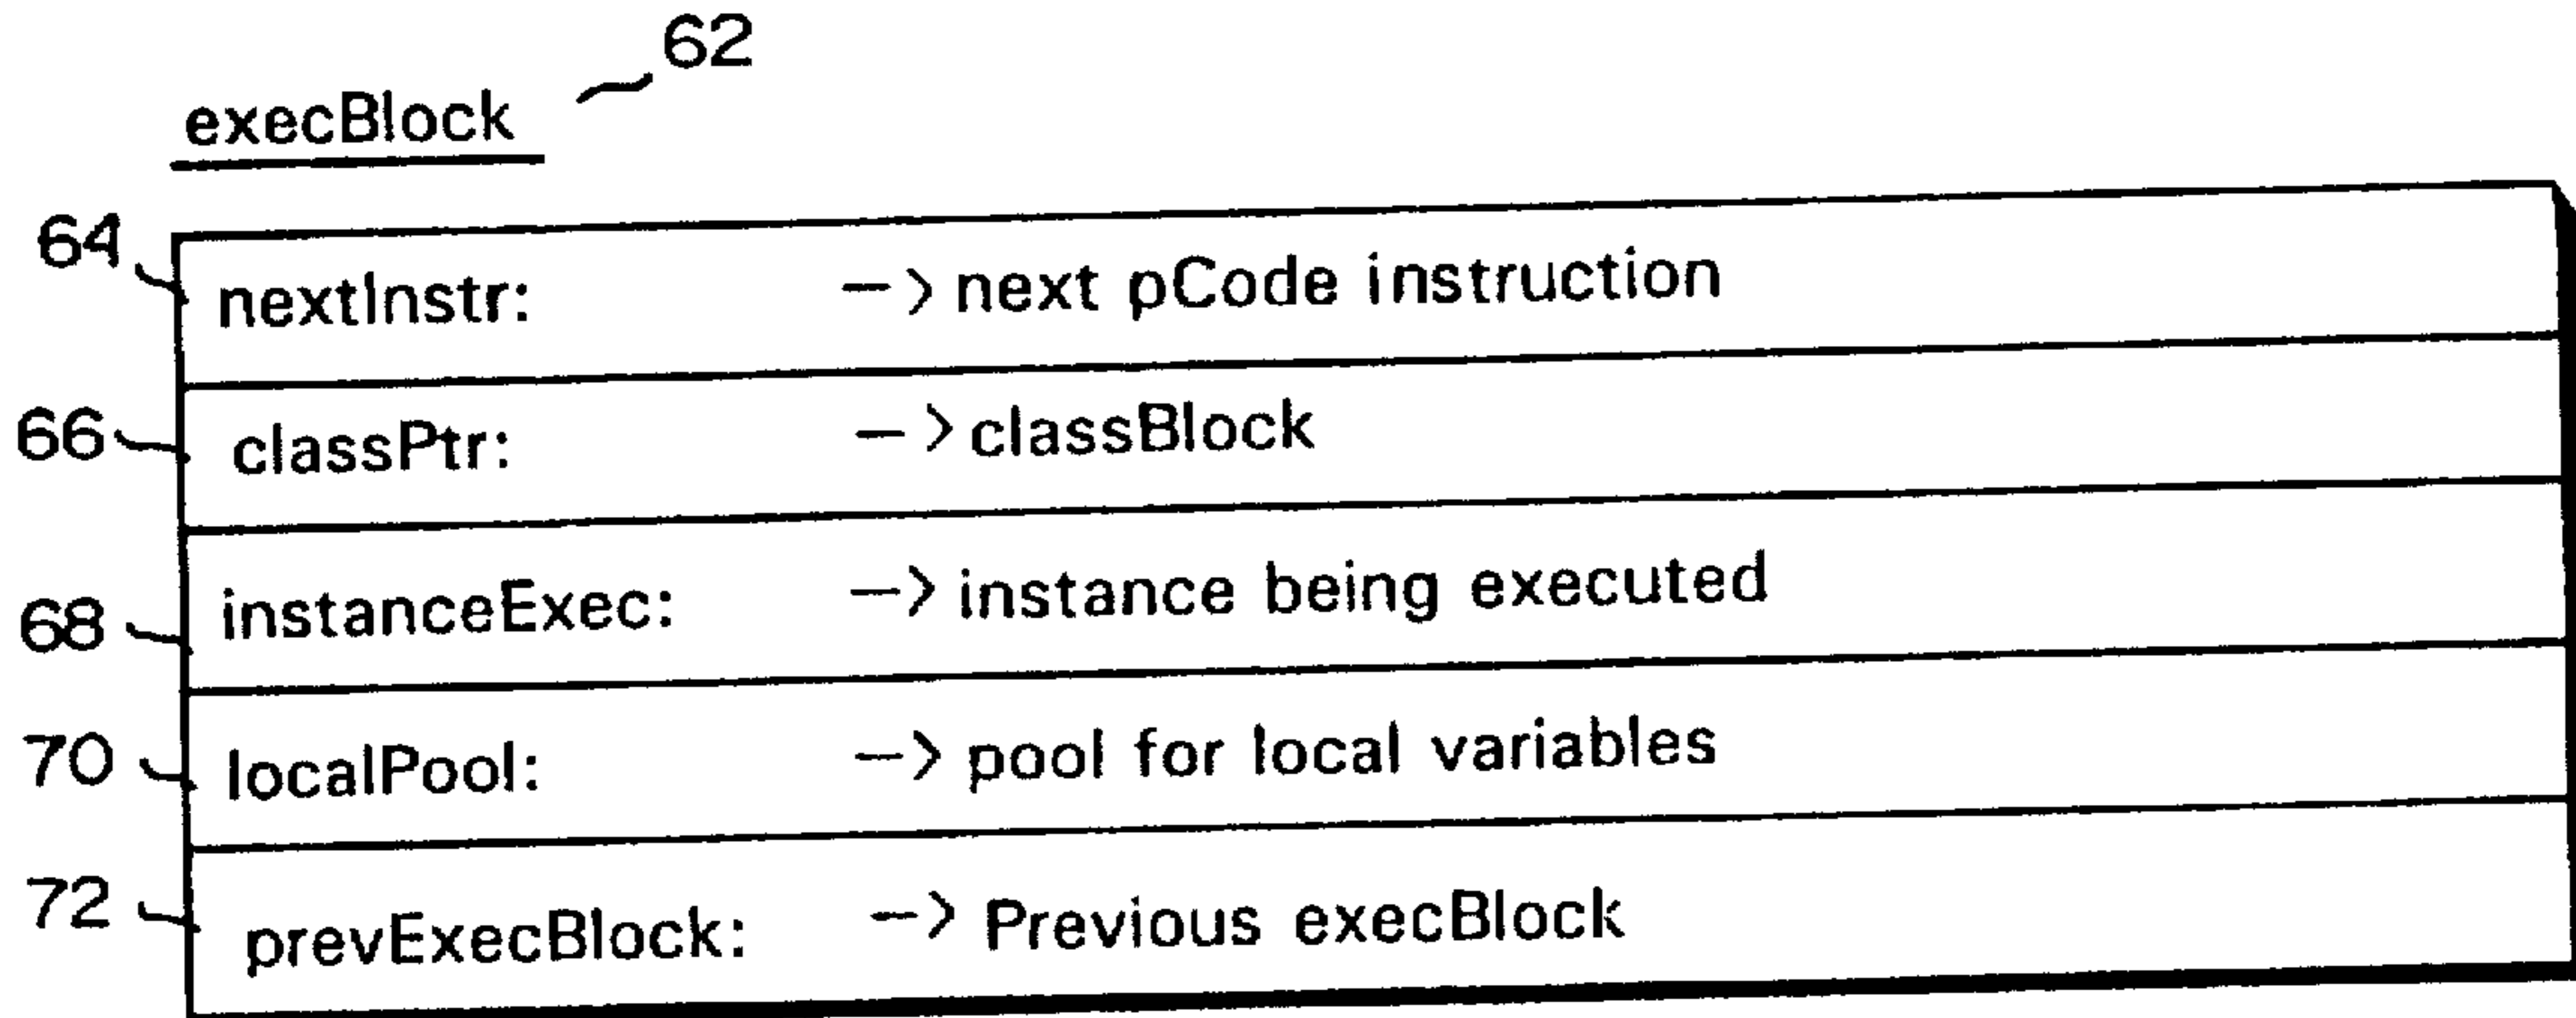 62
execBlock
64 nextInstr: -> next pCode instruction
66 classPtr: -> classBlock
68 instanceExec: -> instance being executed
70 localPool: -> pool for local variables
72 prevExecBlock: -> Previous execBlock